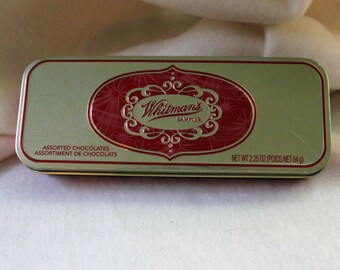 Whitman's
SAMPLER
ASSORTED CHOCOLATES
ASSORTIMENT DE CHOCOLATS
NET WT 2.25 OZ (POIDS NET 64 g)